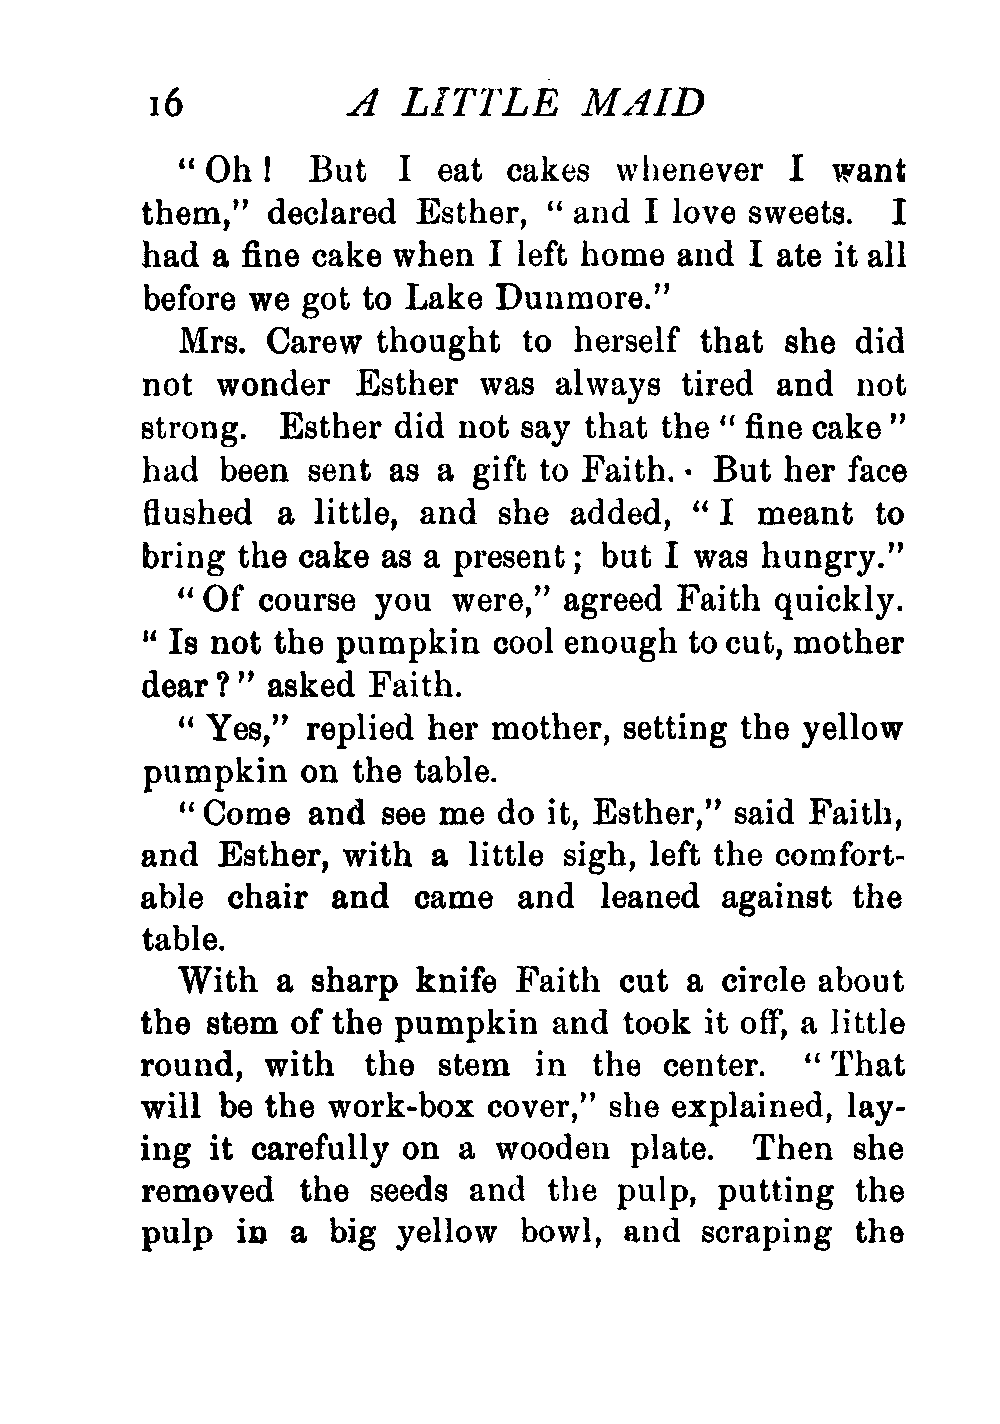 16 A LITTLE MAID
"Oh! But I eat cakes whenever I want
them," declared Esther, "and I love sweets. I
had a fine cake when I left home and I ate it all
before we got to Lake Dunmore."
Mrs. Carew thought to herself that she did
not wonder Esther was always tired and not
strong. Esther did not say that the "fine cake"
had been sent as a gift to Faith. But her face
flushed a little, and she added, "I meant to
bring the cake as a present; but I was hungry."
"Of course you were," agreed Faith quickly.
"Is not the pumpkin cool enough to cut, mother
dear?" asked Faith.
"Yes," replied her mother, setting the yellow
pumpkin on the table.
"Come and see me do it, Esther," said Faith,
and Esther, with a little sigh, left the comfort-
able chair and came and leaned against the
table.
With a sharp knife Faith cut a circle about
the stem of the pumpkin and took it off, a little
round, with the stem in the center. "That
will be the work-box cover," she explained, lay-
ing it carefully on a wooden plate. Then she
removed the seeds and the pulp, putting the
pulp in a big yellow bowl, and scraping the